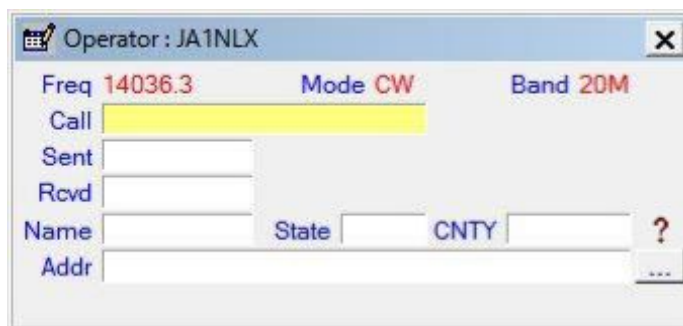 Operator : JA1NLX
Freq 14036.3 Mode CW Band 20M
Call
Sent
Rcvd
Name State CNTY ?
Addr ...